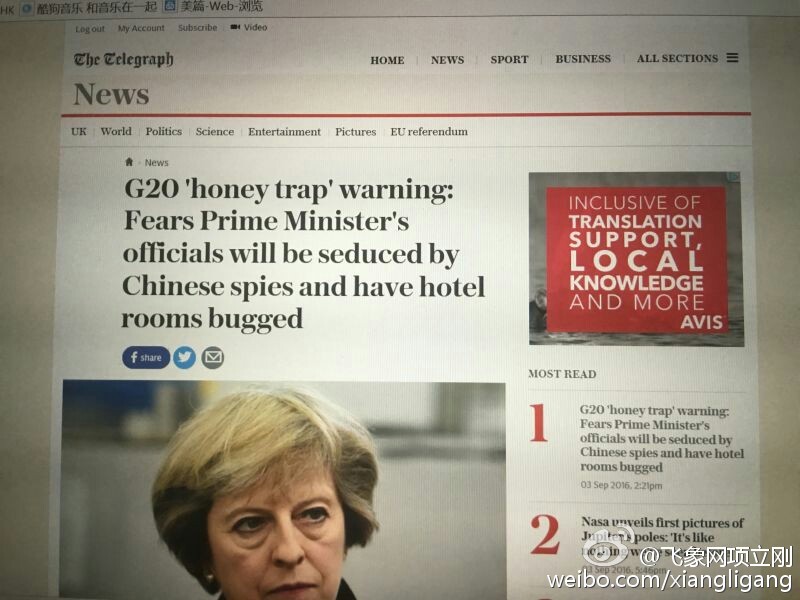 HK 酷狗音乐 和音乐在一起 美篇-Web-浏览
Log out My Account Subscribe Video
The Telegraph
HOME NEWS SPORT BUSINESS ALL SECTIONS
News
UK World Politics Science Entertainment Pictures EU referendum
News
G20 'honey trap' warning:
Fears Prime Minister's
officials will be seduced by
Chinese spies and have hotel
rooms bugged
f share
INCLUSIVE OF
TRANSLATION
SUPPORT,
LOCAL
KNOWLEDGE
AND MORE
AVIS
MOST READ
1
G20 'honey trap' warning:
Fears Prime Minister's
officials will be seduced by
Chinese spies and have hotel
rooms bugged
03 Sep 2016, 2:21pm
2
Nasa unveils first pictures of
Jupiter's poles: 'It's like
03 Sep 2016, 5:46pm
@飞象网项立刚
weibo.com/xiangligang